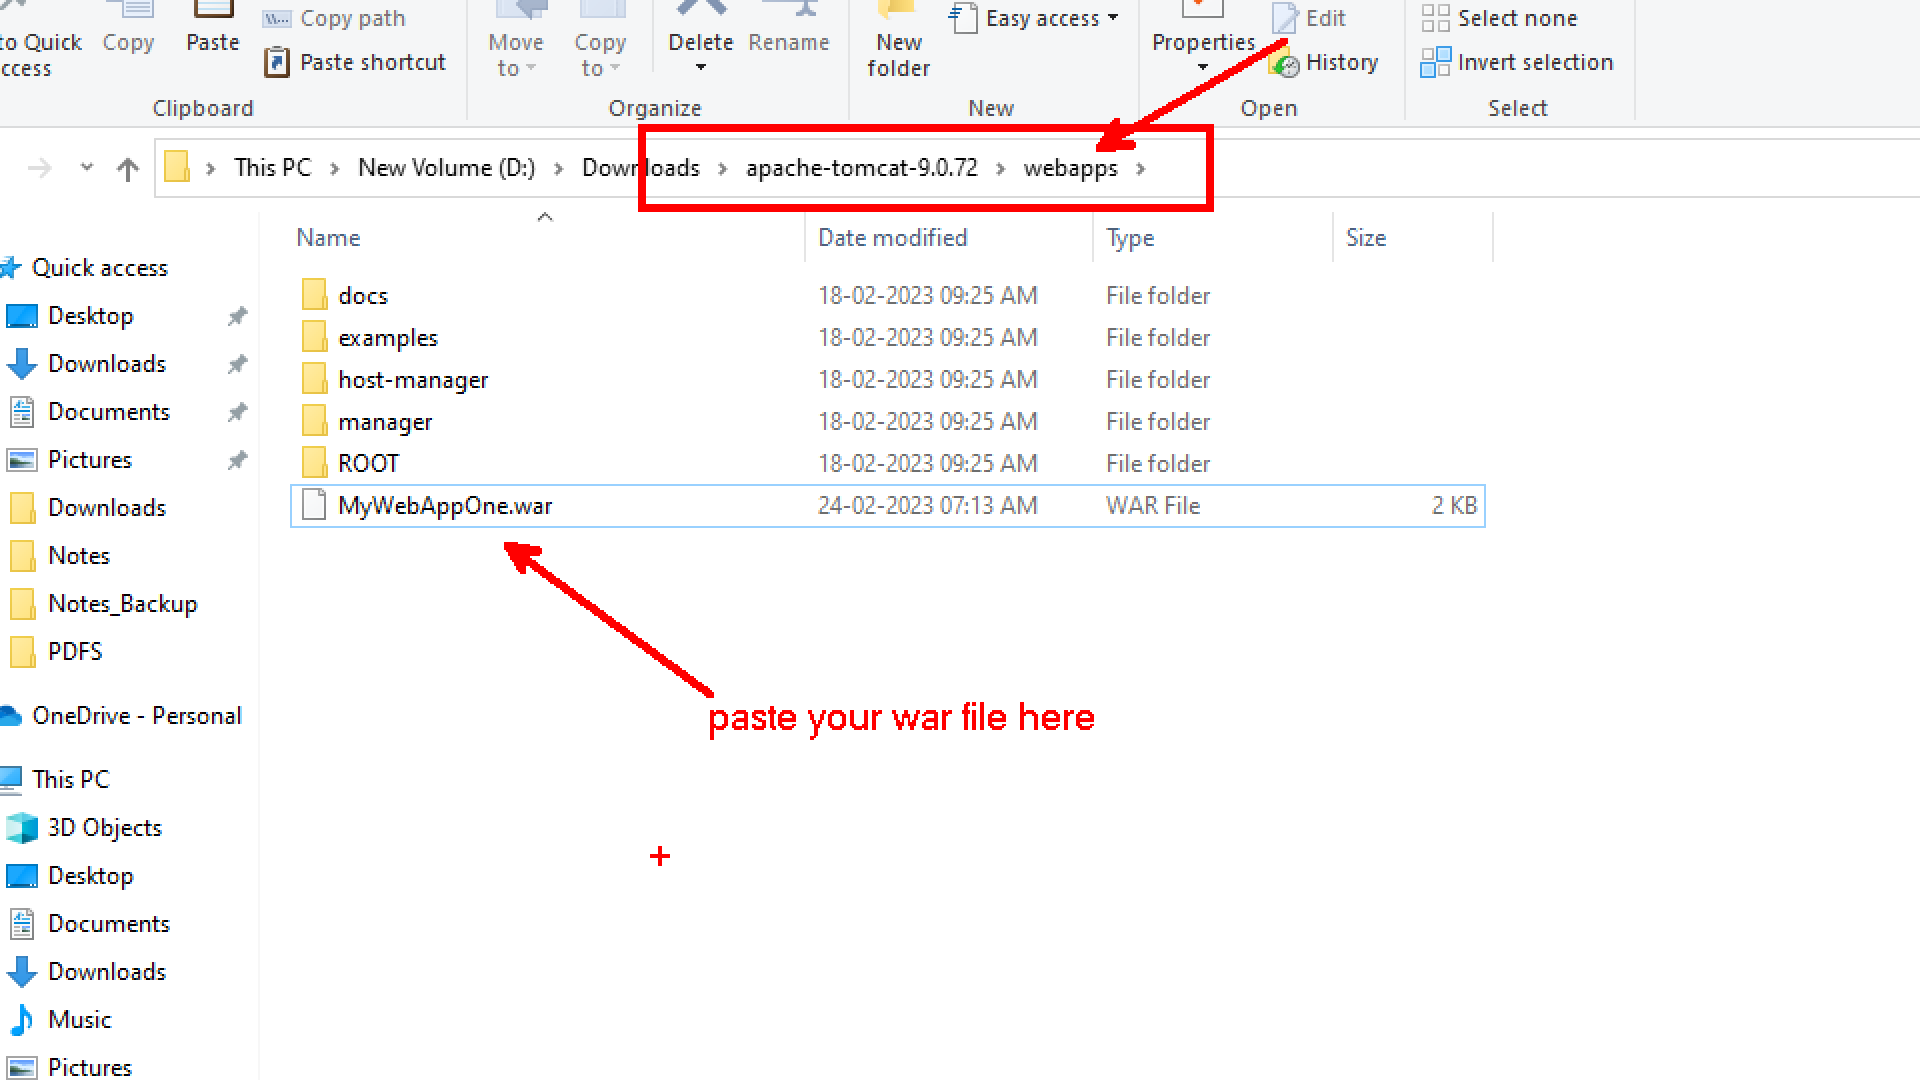 to Quick
ccess
Copy
Paste
Copy path
Paste shortcut
Clipboard
Move
to
Copy
to
Delete
Rename
Organize
New
folder
Easy access
New
Properties
Edit
History
Open
Select none
Invert selection
Select
This PC > New Volume (D:) > Downloads > apache-tomcat-9.0.72 > webapps >
Name Date modified Type Size
docs 18-02-2023 09:25 AM File folder
examples 18-02-2023 09:25 AM File folder
host-manager 18-02-2023 09:25 AM File folder
manager 18-02-2023 09:25 AM File folder
ROOT 18-02-2023 09:25 AM File folder
MyWebAppOne.war 24-02-2023 07:13 AM WAR File 2 KB
paste your war file here
Quick access
Desktop
Downloads
Documents
Pictures
Downloads
Notes
Notes_Backup
PDFS
OneDrive - Personal
This PC
3D Objects
Desktop
Documents
Downloads
Music
Pictures